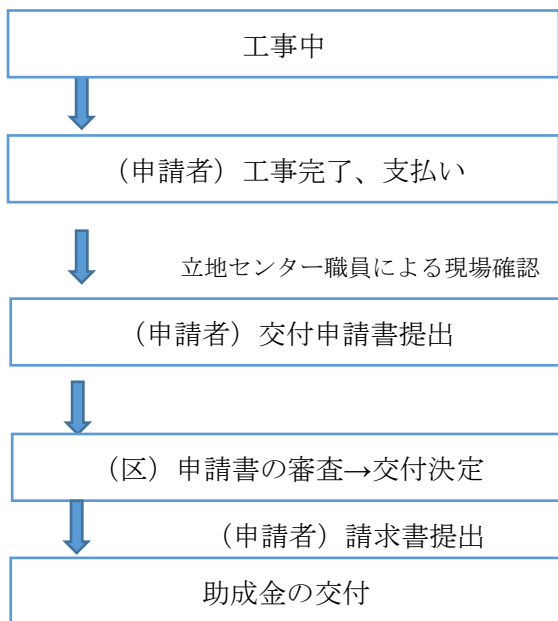 工事中
（申請者）工事完了、支払い
立地センター職員による現場確認
（申請者）交付申請書提出
（区）申請書の審査→交付決定
（申請者）請求書提出
助成金の交付